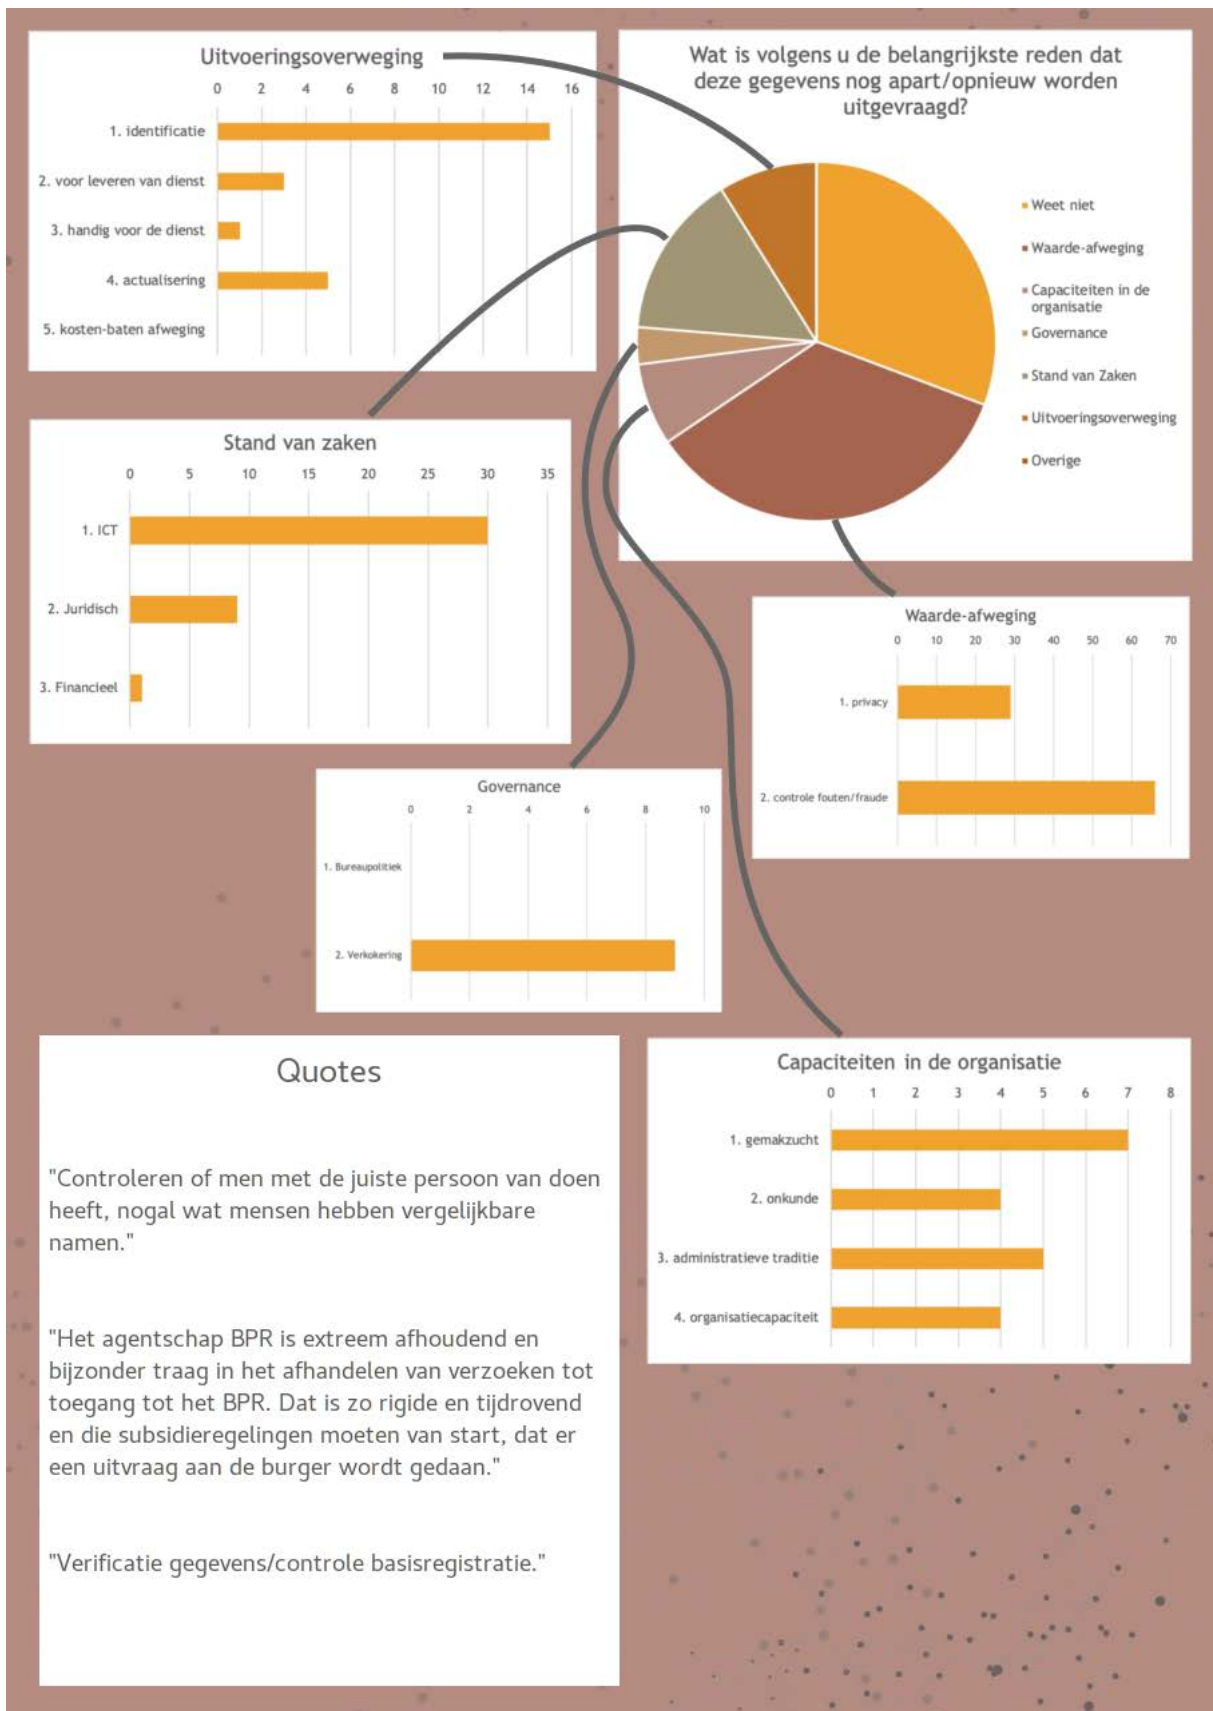 Uitvoeringsoverweging
0 2 4 6 8 10 12 14 16
1. identificatie
2. voor leveren van dienst
3. handig voor de dienst
4. actualisering
5. kosten-baten afweging
Wat is volgens u de belangrijkste reden dat
deze gegevens nog apart/opnieuw worden
uitgevraagd?
Weet niet
Waarde-afweging
Capaciteiten in de
organisatie
Governance
Stand van Zaken
Uitvoeringsoverweging
Overige
Stand van zaken
0 5 10 15 20 25 30 35
1. ICT
2. Juridisch
3. Financieel
Waarde-afweging
0 10 20 30 40 50 60 70
1. privacy
2. controle fouten/fraude
Governance
0 2 4 6 8 10
1. Bureaupolitiek
2. Verkokering
Quotes
"Controleren of men met de juiste persoon van doen
heeft, nogal wat mensen hebben vergelijkbare
namen."
"Het agentschap BPR is extreem afhoudend en
bijzonder traag in het afhandelen van verzoeken tot
toegang tot het BPR. Dat is zo rigide en tijdrovend
en die subsidieregelingen moeten van start, dat er
een uitvraag aan de burger wordt gedaan."
"Verificatie gegevens/controle basisregistratie."
Capaciteiten in de organisatie
0 1 2 3 4 5 6 7 8
1. gemakzucht
2. onkunde
3. administratieve traditie
4. organisatiecapaciteit